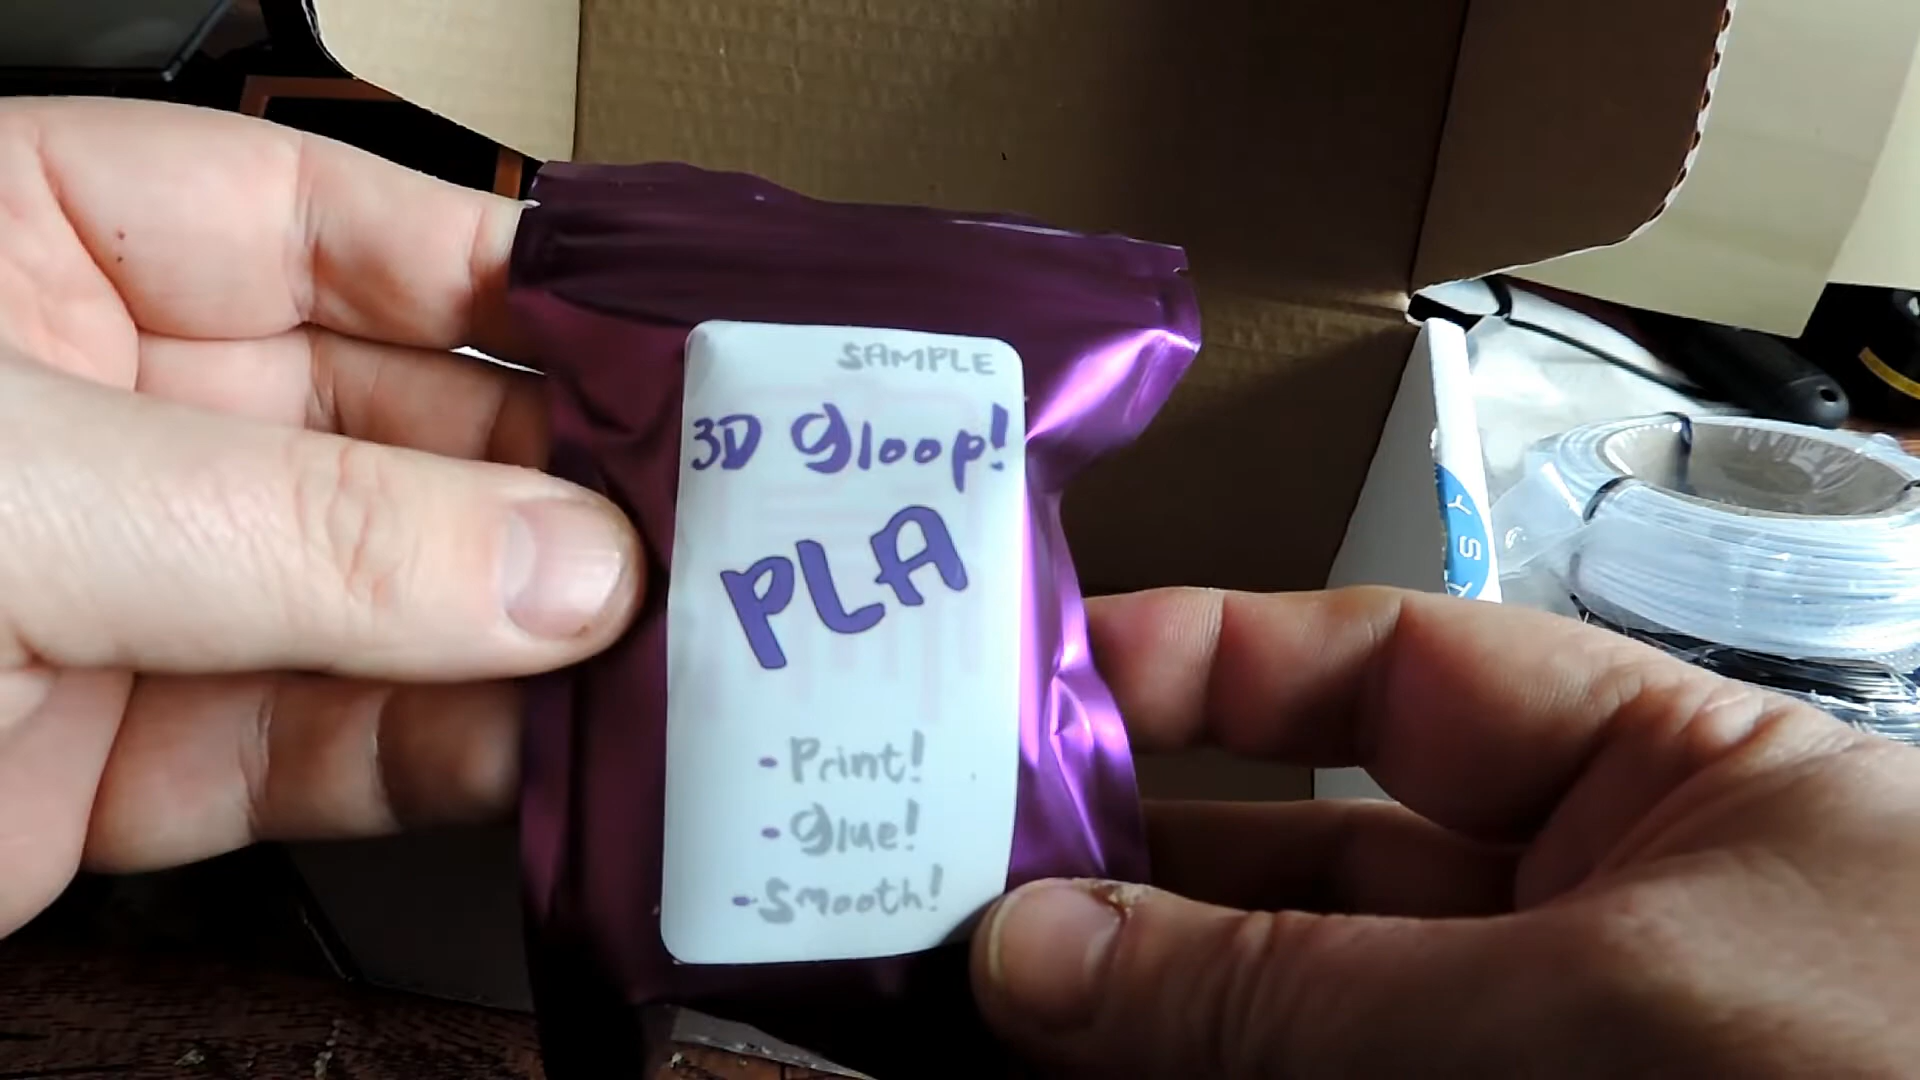 SAMPLE
3D Gloop!
PLA
- Print!
- Glue!
- Smooth!